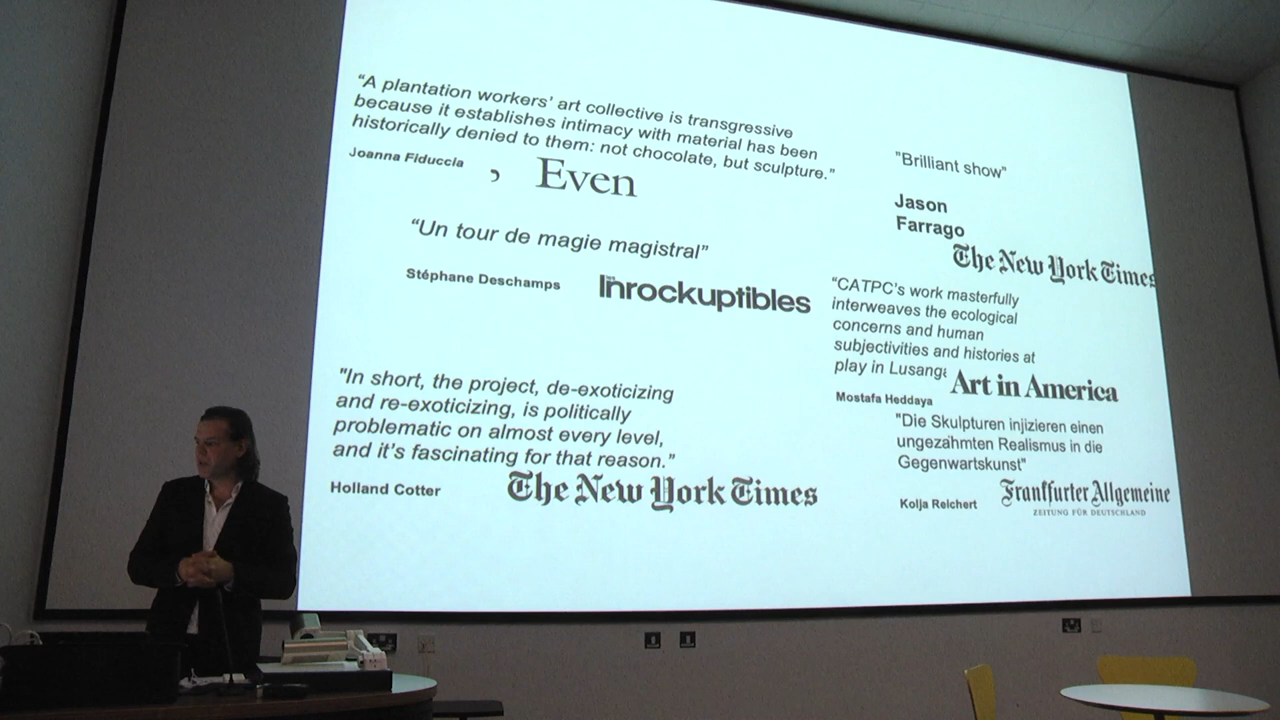 “A plantation workers’ art collective is transgressive
because it establishes intimacy with material has been
historically denied to them: not chocolate, but sculpture.”
Joanna Fiduccia , Even
“Un tour de magie magistral”
Stéphane Deschamps les Inrockuptibles
"In short, the project, de-exoticizing
and re-exoticizing, is politically
problematic on almost every level,
and it’s fascinating for that reason.”
Holland Cotter The New York Times
"Brilliant show"
Jason
Farrago
The New York Times
“CATPC’s work masterfully
interweaves the ecological
concerns and human
subjectivities and histories at
play in Lusanga
Art in America
Mostafa Heddaya
"Die Skulpturen injizieren einen
ungezähmten Realismus in die
Gegenwartskunst"
Kolja Reichert Frankfurter Allgemeine
ZEITUNG FÜR DEUTSCHLAND